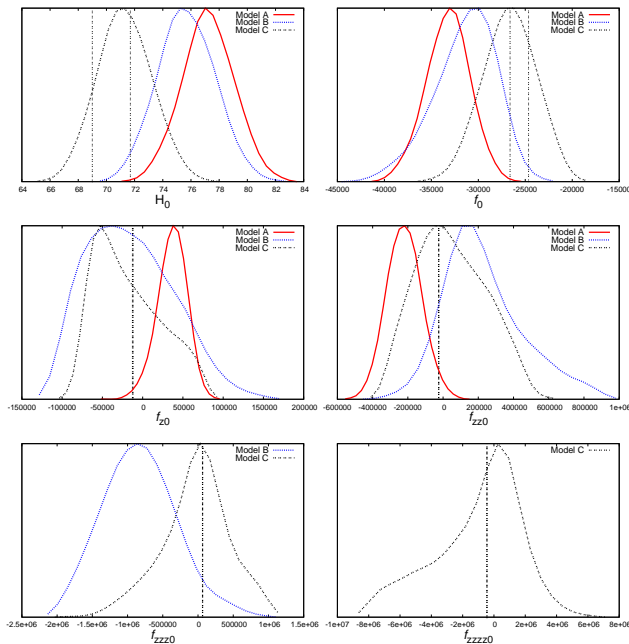 Model A
Model B
Model C
64 66 68 70 72 74 76 78 80 82 84
H0
Model A
Model B
Model C
-45000 -40000 -35000 -30000 -25000 -20000 -15000
f0
Model A
Model B
Model C
-150000 -100000 -50000 0 50000 100000 150000 200000
fz0
Model A
Model B
Model C
-600000 -400000 -200000 0 200000 400000 600000 800000 1e+06
fzz0
Model B
Model C
-2.5e+06 -2e+06 -1.5e+06 -1e+06 -500000 0 500000 1e+06 1.5e+06
fzzz0
Model C
-1e+07 -8e+06 -6e+06 -4e+06 -2e+06 0 2e+06 4e+06 6e+06 8e+06
fzzzz0